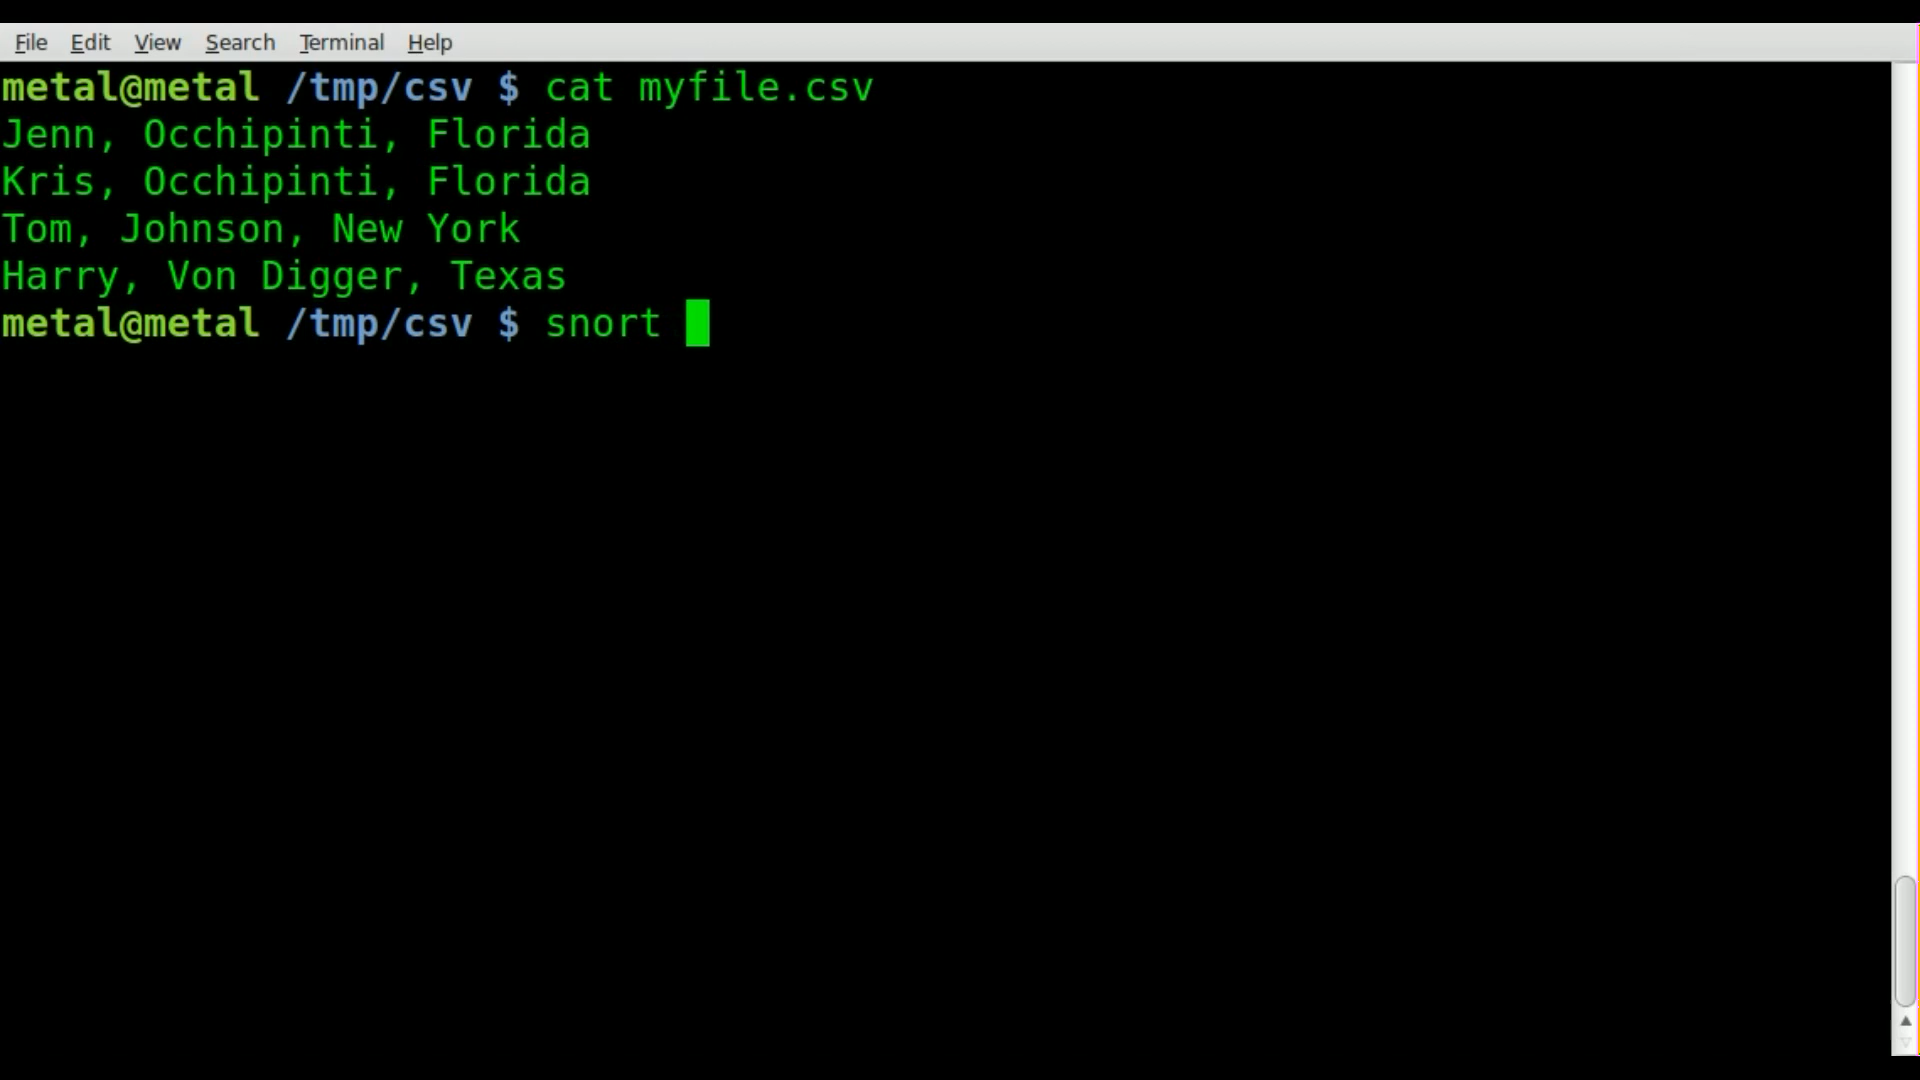 File Edit View Search Terminal Help
metal@metal /tmp/csv $ cat myfile.csv
Jenn, Occhipinti, Florida
Kris, Occhipinti, Florida
Tom, Johnson, New York
Harry, Von Digger, Texas
metal@metal /tmp/csv $ snort